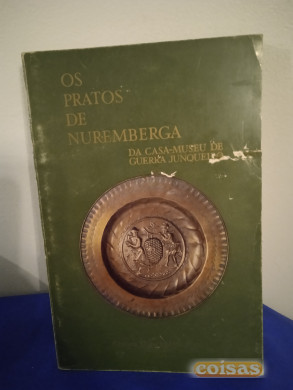 OS
PRATOS
DE
NUREMBERGA
DA CASA-MUSEU DE
GUERRA JUNQUEIRO
coisas